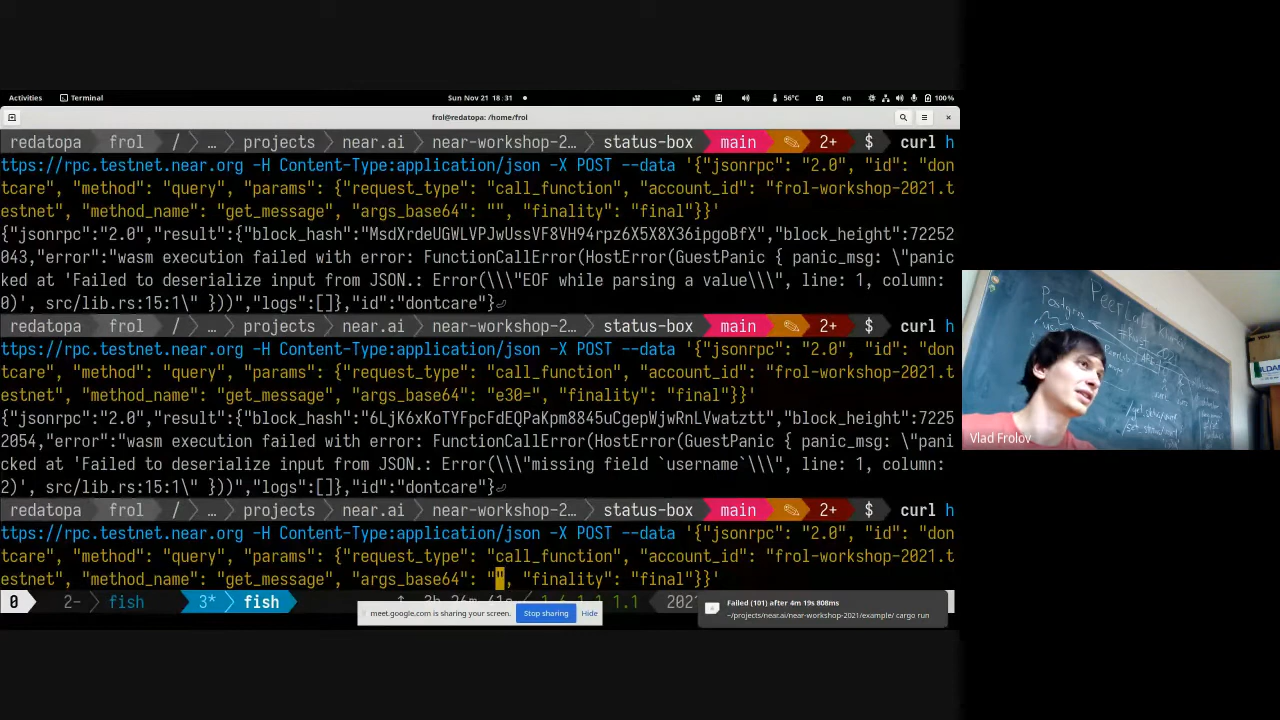 Activities Terminal Sun Nov 21 18:31 56°C en 100%
frol@redatopa: /home/frol
redatopa frol / … projects near.ai near-workshop-2… status-box main 2+ $ curl h
ttps://rpc.testnet.near.org -H Content-Type:application/json -X POST --data '{"jsonrpc": "2.0", "id": "don
tcare", "method": "query", "params": {"request_type": "call_function", "account_id": "frol-workshop-2021.t
estnet", "method_name": "get_message", "args_base64": "", "finality": "final"}}'
{"jsonrpc":"2.0","result":{"block_hash":"MsdXrdeUGWLVPJwUssVF8VH94rpz6X5X8X36ipgoBfX","block_height":72252
043,"error":"wasm execution failed with error: FunctionCallError(HostError(GuestPanic { panic_msg: \"panic
ked at 'Failed to deserialize input from JSON.: Error(\\\"EOF while parsing a value\\\", line: 1, column:
0)', src/lib.rs:15:1\" }))","logs":[]},"id":"dontcare"}⏎
redatopa frol / … projects near.ai near-workshop-2… status-box main 2+ $ curl h
ttps://rpc.testnet.near.org -H Content-Type:application/json -X POST --data '{"jsonrpc": "2.0", "id": "don
tcare", "method": "query", "params": {"request_type": "call_function", "account_id": "frol-workshop-2021.t
estnet", "method_name": "get_message", "args_base64": "e30=", "finality": "final"}}'
{"jsonrpc":"2.0","result":{"block_hash":"6LjK6xKoTYFpcFdEQPaKpm8845uCgepWjwRnLVwatztt","block_height":7225
2054,"error":"wasm execution failed with error: FunctionCallError(HostError(GuestPanic { panic_msg: \"pani
cked at 'Failed to deserialize input from JSON.: Error(\\\"missing field `username`\\\", line: 1, column:
2)', src/lib.rs:15:1\" }))","logs":[]},"id":"dontcare"}⏎
redatopa frol / … projects near.ai near-workshop-2… status-box main 2+ $ curl h
ttps://rpc.testnet.near.org -H Content-Type:application/json -X POST --data '{"jsonrpc": "2.0", "id": "don
tcare", "method": "query", "params": {"request_type": "call_function", "account_id": "frol-workshop-2021.t
estnet", "method_name": "get_message", "args_base64": "", "finality": "final"}}'
0 2- fish 3* fish
meet.google.com is sharing your screen. Stop sharing Hide
Failed (101) after 4m 19s 808ms
~/projects/near.ai/near-workshop-2021/example/ cargo run
Postgres
Vlad Frolov